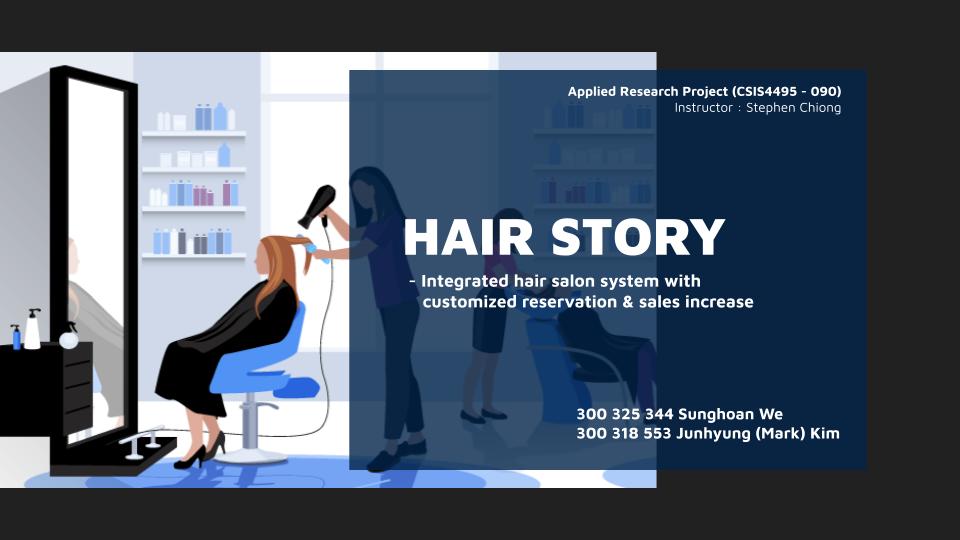 Applied Research Project (CSIS4495 - 090)
Instructor : Stephen Chiong
HAIR STORY
- Integrated hair salon system with
customized reservation & sales increase
300 325 344 Sunghoan We
300 318 553 Junhyung (Mark) Kim